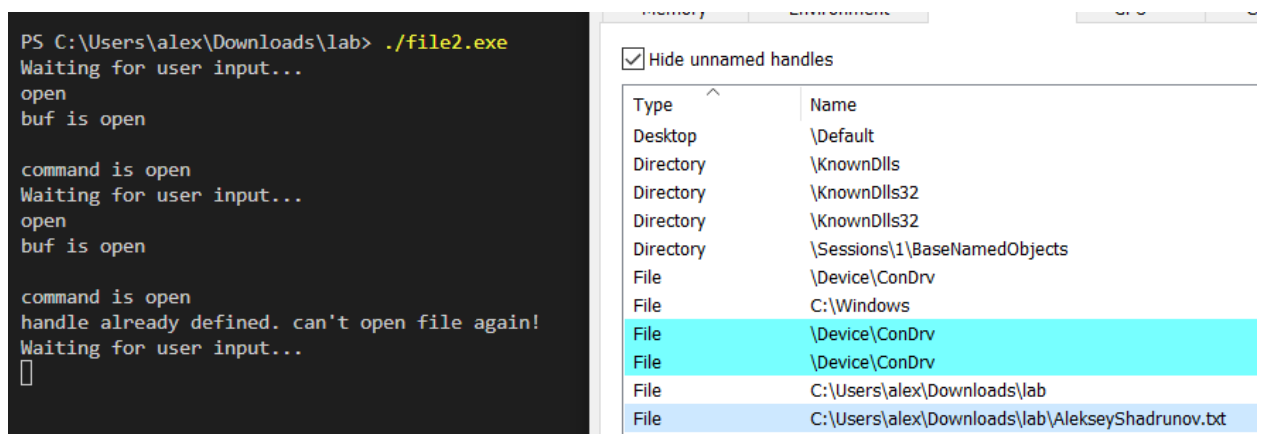 PS C:\Users\alex\Downloads\lab> ./file2.exe
Waiting for user input...
open
buf is open
command is open
Waiting for user input...
open
buf is open
command is open
handle already defined. can't open file again!
Waiting for user input...
Memory Environment GPU
Hide unnamed handles
Type Name
Desktop \Default
Directory \KnownDlls
Directory \KnownDlls32
Directory \KnownDlls32
Directory \Sessions\1\BaseNamedObjects
File \Device\ConDrv
File C:\Windows
File \Device\ConDrv
File \Device\ConDrv
File C:\Users\alex\Downloads\lab
File C:\Users\alex\Downloads\lab\AlekseyShadrunov.txt